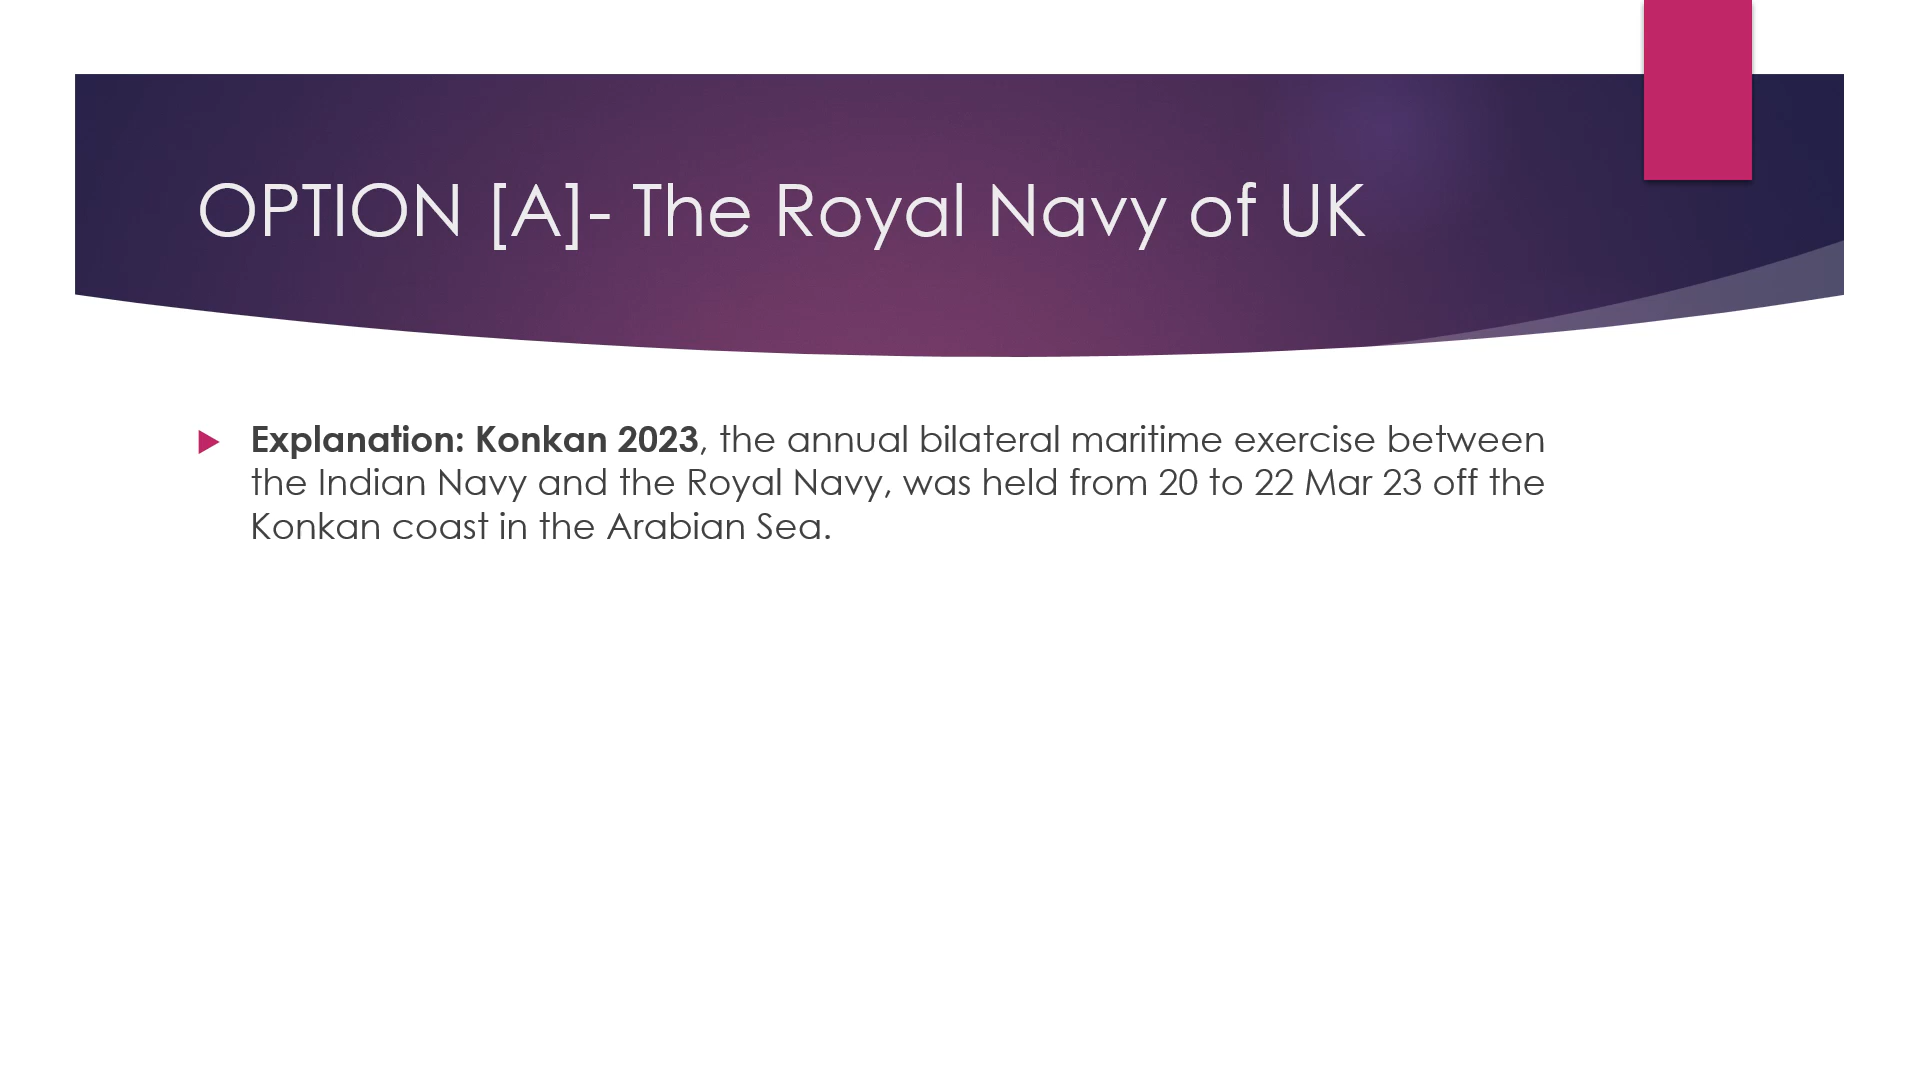 OPTION [A]- The Royal Navy of UK
Explanation: Konkan 2023, the annual bilateral maritime exercise between
the Indian Navy and the Royal Navy, was held from 20 to 22 Mar 23 off the
Konkan coast in the Arabian Sea.